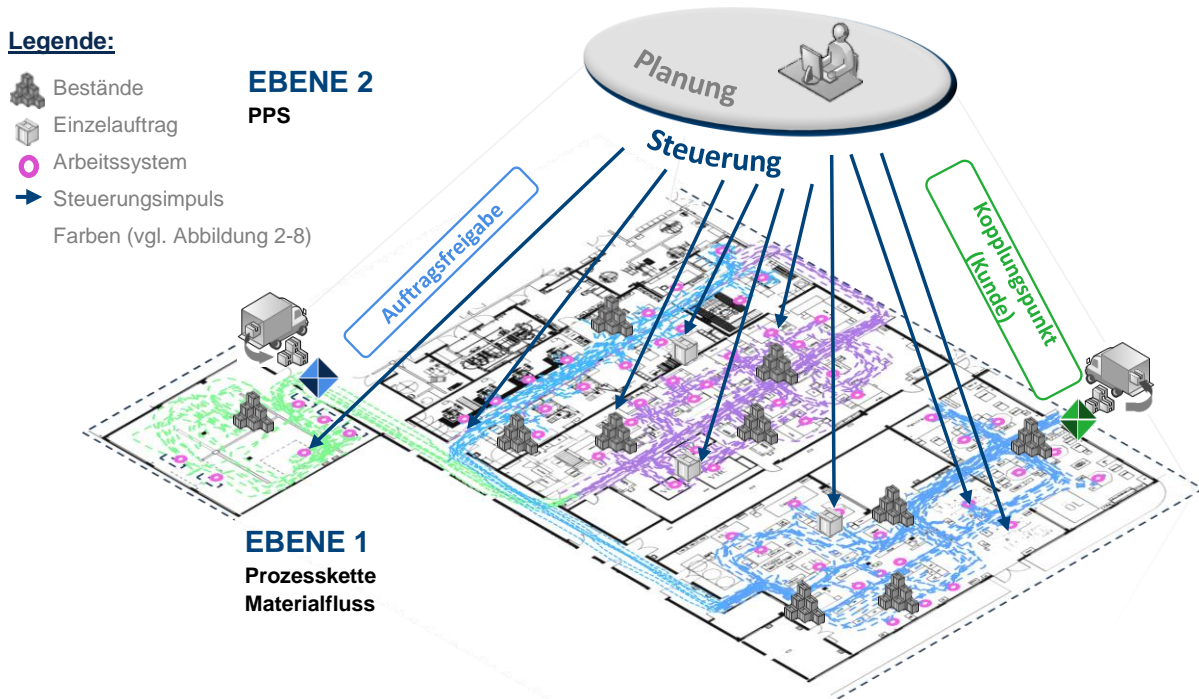 Legende:
Bestände
Einzelauftrag
Arbeitssystem
Steuerungsimpuls
Farben (vgl. Abbildung 2-8)
EBENE 2
PPS
Planung
Steuerung
Auftragsfreigabe
Kopplungspunkt
(Kunde)
EBENE 1
Prozesskette
Materialfluss
OL